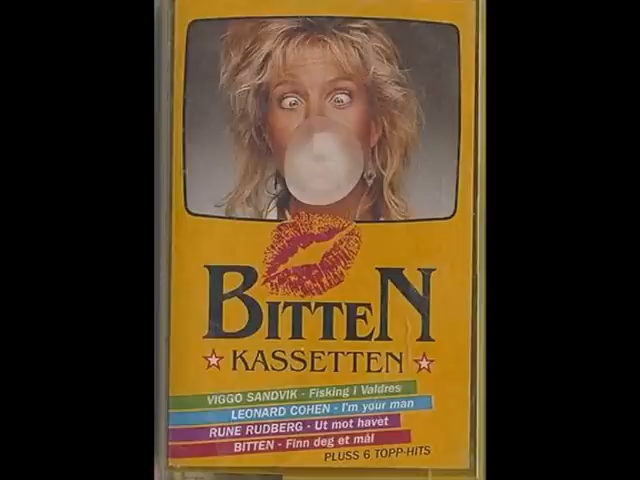 BITTEN
KASSETTEN
VIGGO SANDVIK - Fisking i Valdres
LEONARD COHEN - I'm your man
RUNE RUDBERG - Ut mot havet
BITTEN - Finn deg et mål
PLUSS 6 TOPP-HITS